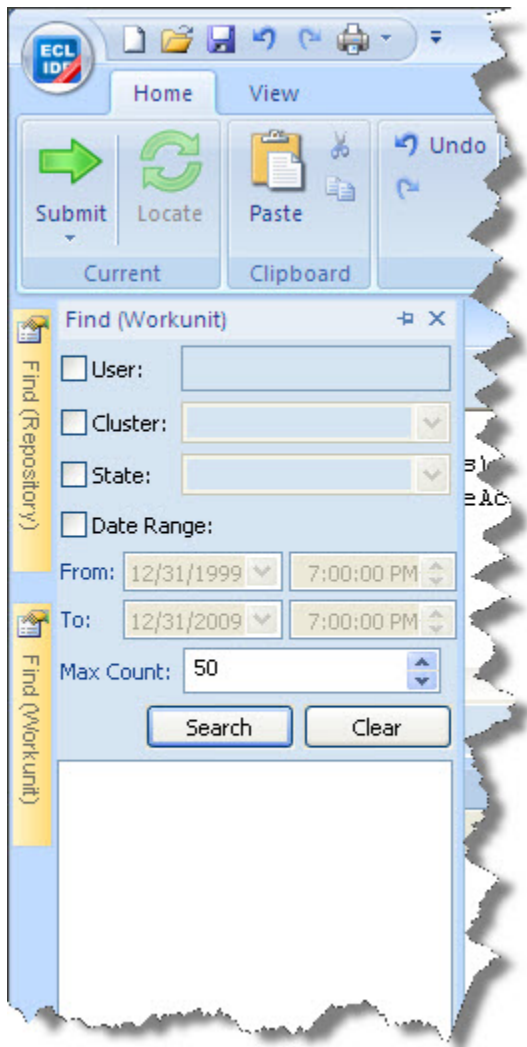 ECL
IDE
Home View
Undo
Submit Locate Paste
Current Clipboard
Find (Repository)
Find (Workunit)
Find (Workunit)
User:
Cluster:
State:
Date Range:
From: 12/31/1999 7:00:00 PM
To: 12/31/2009 7:00:00 PM
Max Count: 50
Search Clear